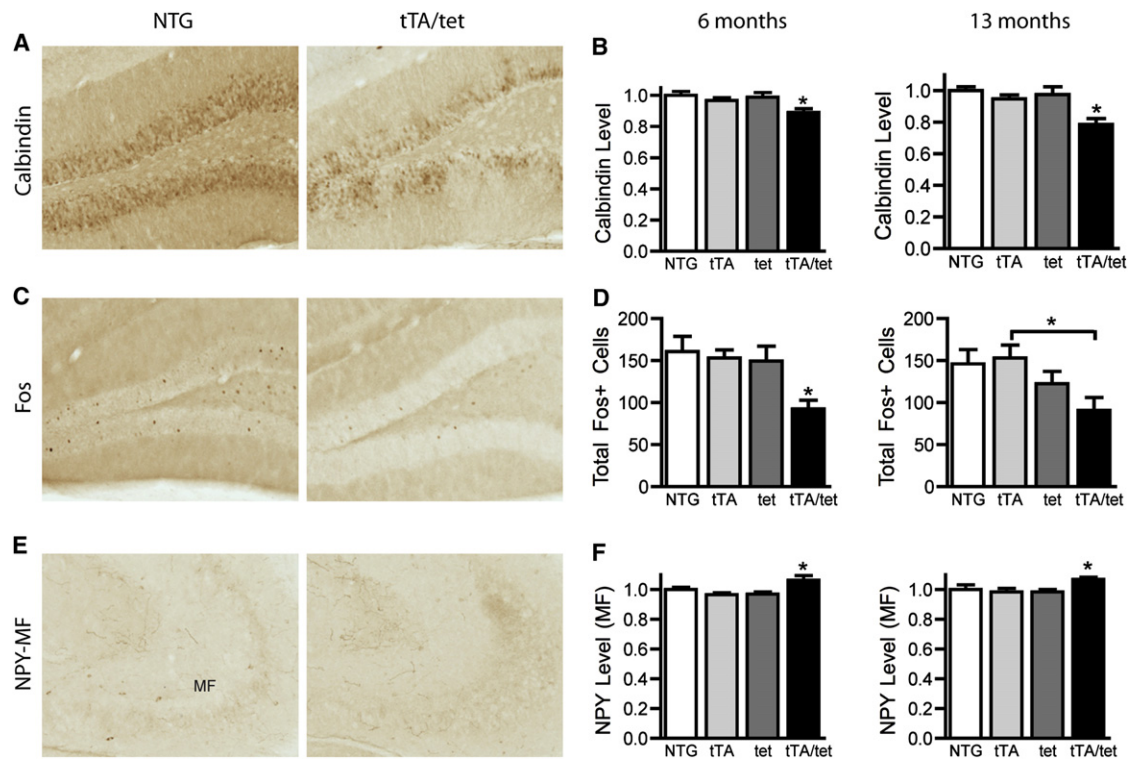 NTG
tTA/tet
6 months
13 months
A
Calbindin
B
Calbindin Level
1.0
0.8
0.6
0.4
0.2
0.0
NTG tTA tet tTA/tet
*
Calbindin Level
1.0
0.8
0.6
0.4
0.2
0.0
NTG tTA tet tTA/tet
*
C
Fos
D
Total Fos+ Cells
200
150
100
50
0
NTG tTA tet tTA/tet
*
Total Fos+ Cells
200
150
100
50
0
NTG tTA tet tTA/tet
*
E
NPY-MF
MF
F
NPY Level (MF)
1.0
0.8
0.6
0.4
0.2
0.0
NTG tTA tet tTA/tet
*
NPY Level (MF)
1.0
0.8
0.6
0.4
0.2
0.0
NTG tTA tet tTA/tet
*